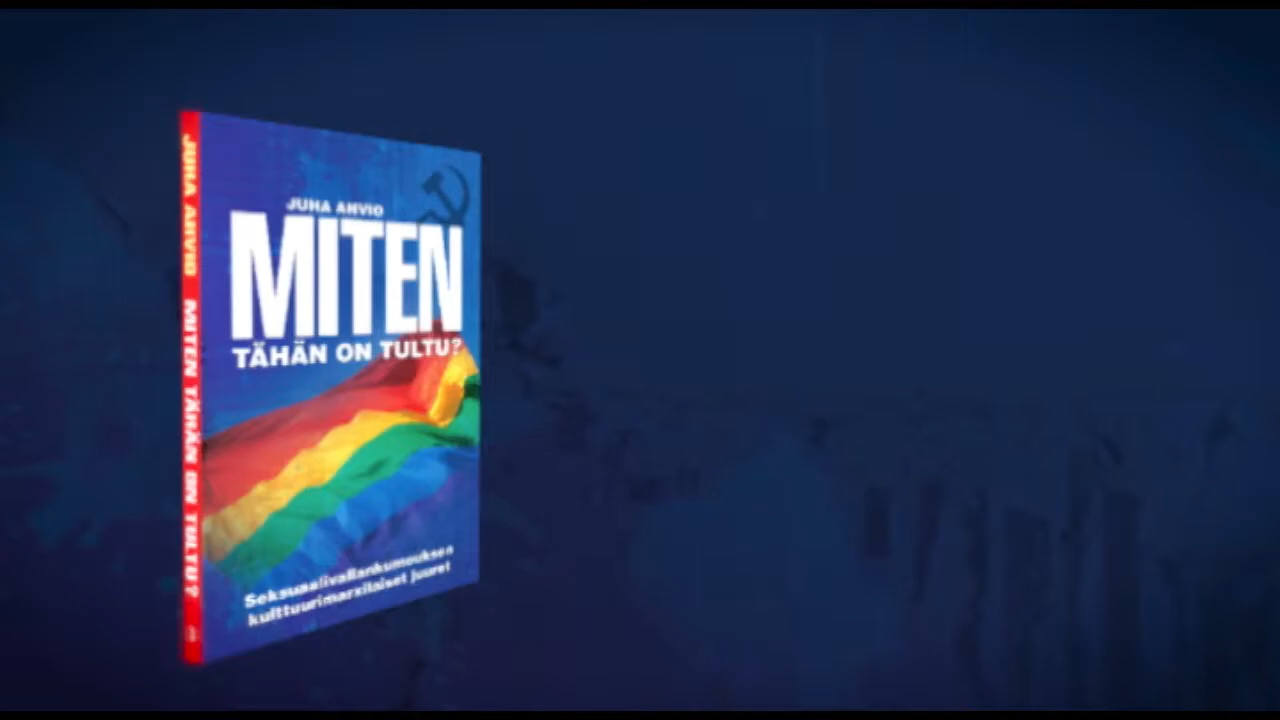 JUHA AHVIO
MITEN
TÄHÄN ON TULTU?
Seksuaalivallankumouksen
kulttuurimarxilaiset juuret
JUHA AHVIO MITEN TÄHÄN ON TULTU?